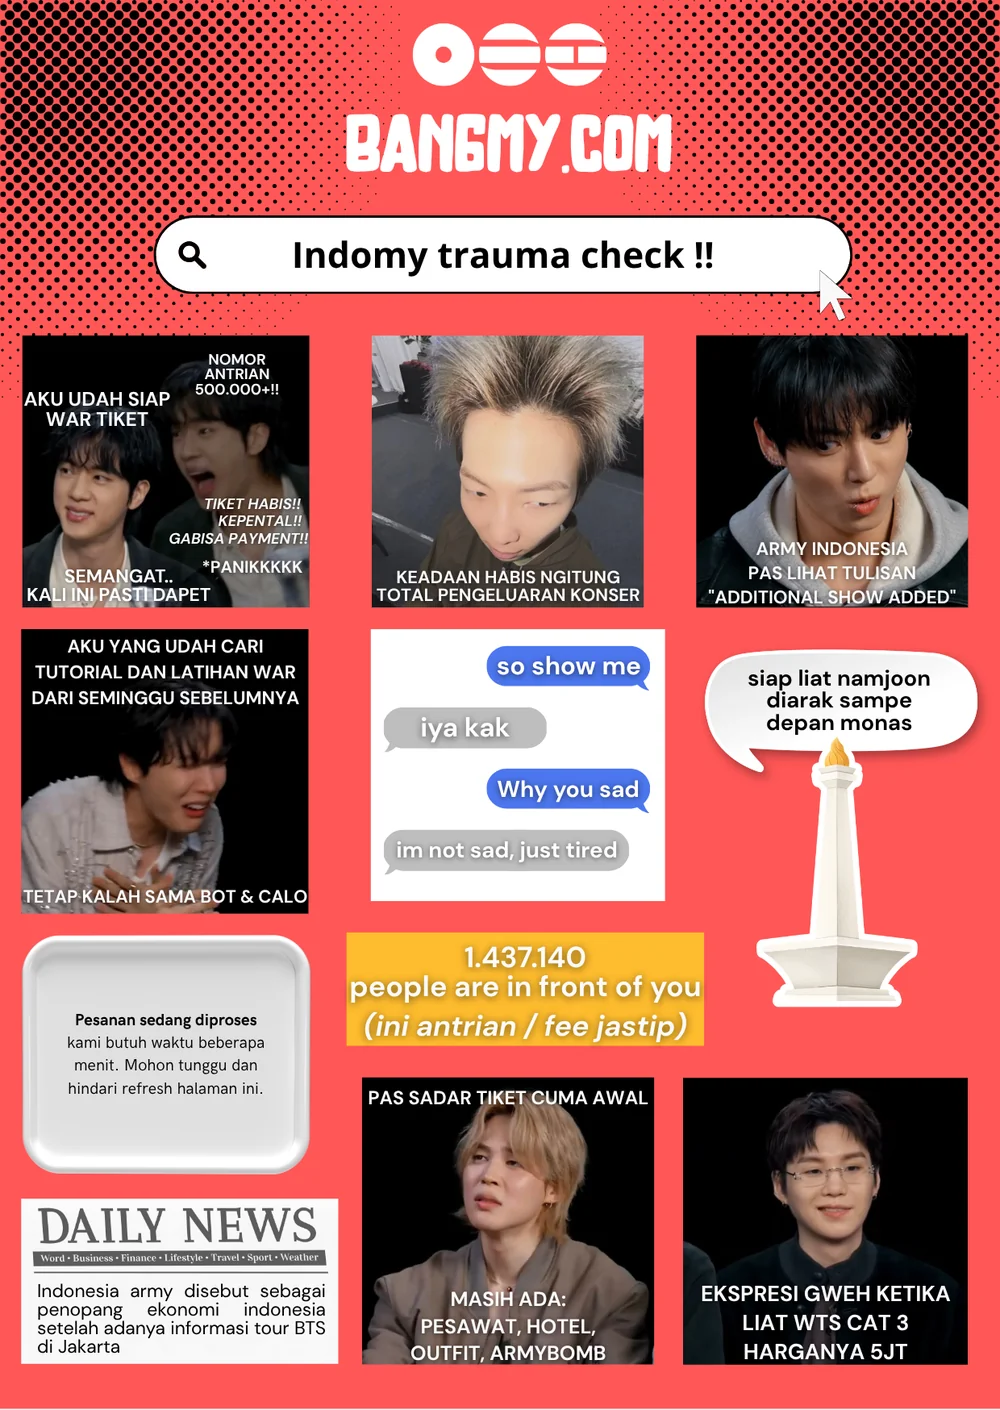 BANGMY.COM
Indomy trauma check !!
AKU UDAH SIAP
WAR TIKET
NOMOR
ANTRIAN
500.000+!!
TIKET HABIS!!
KEPENTAL!!
GABISA PAYMENT!!
*PANIKKKKK
SEMANGAT..
KALI INI PASTI DAPET
KEADAAN HABIS NGITUNG
TOTAL PENGELUARAN KONSER
ARMY INDONESIA
PAS LIHAT TULISAN
"ADDITIONAL SHOW ADDED"
AKU YANG UDAH CARI
TUTORIAL DAN LATIHAN WAR
DARI SEMINGGU SEBELUMNYA
TETAP KALAH SAMA BOT & CALO
so show me
iya kak
Why you sad
im not sad, just tired
siap liat namjoon
diarak sampe
depan monas
Pesanan sedang diproses
kami butuh waktu beberapa
menit. Mohon tunggu dan
hindari refresh halaman ini.
1.437.140
people are in front of you
(ini antrian / fee jastip)
DAILY NEWS
Word • Business • Finance • Lifestyle • Travel • Sport • Weather
Indonesia army disebut sebagai
penopang ekonomi indonesia
setelah adanya informasi tour BTS
di Jakarta
PAS SADAR TIKET CUMA AWAL
MASIH ADA:
PESAWAT, HOTEL,
OUTFIT, ARMYBOMB
EKSPRESI GWEH KETIKA
LIAT WTS CAT 3
HARGANYA 5JT